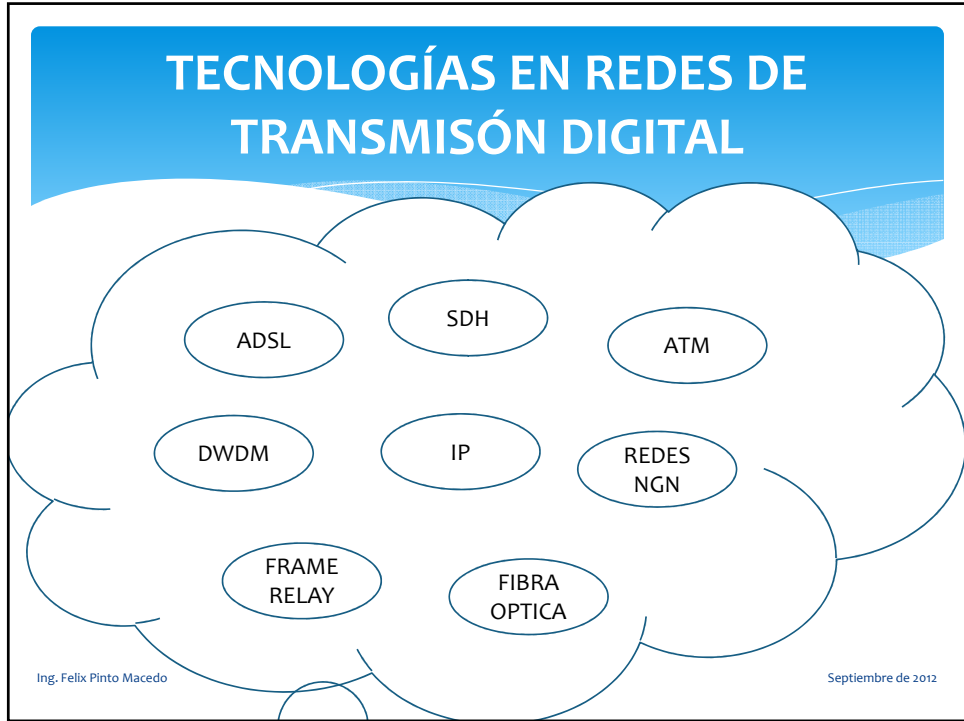 TECNOLOGÍAS EN REDES DE
TRANSMISÓN DIGITAL
ADSL
SDH
ATM
DWDM
IP
REDES
NGN
FRAME
RELAY
FIBRA
OPTICA
Ing. Felix Pinto Macedo
Septiembre de 2012